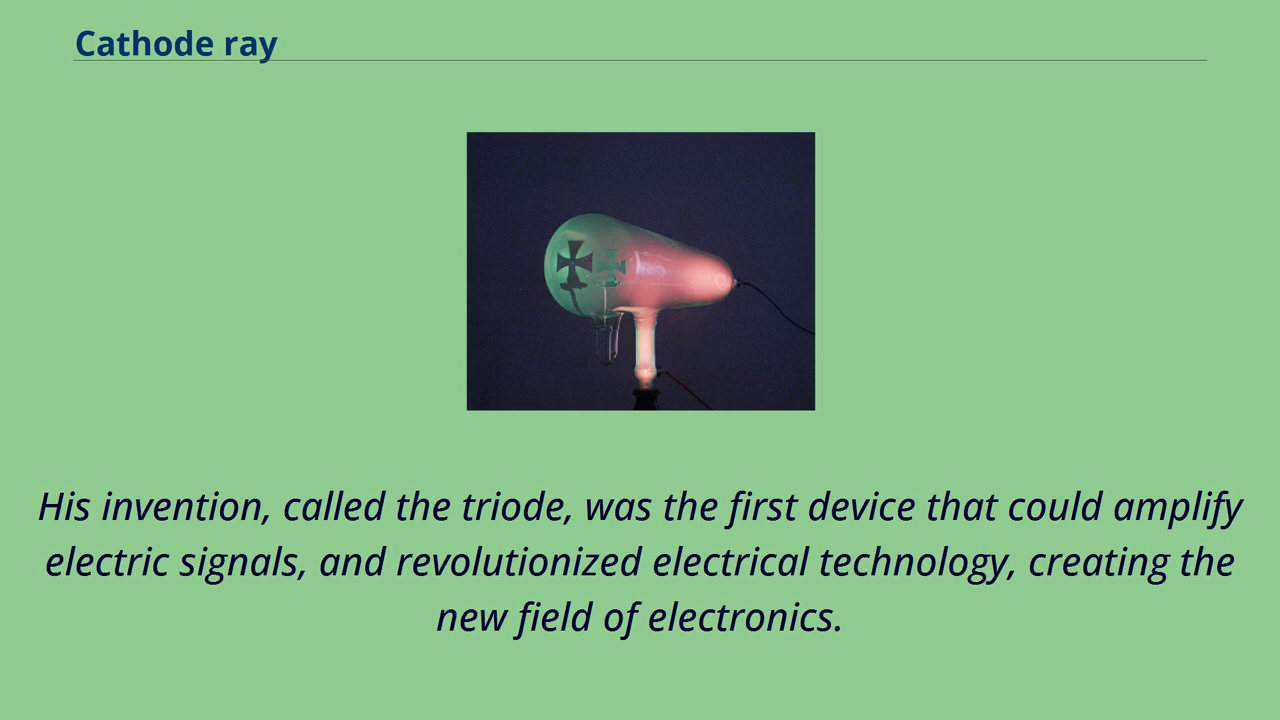 Cathode ray
His invention, called the triode, was the first device that could amplify
electric signals, and revolutionized electrical technology, creating the
new field of electronics.